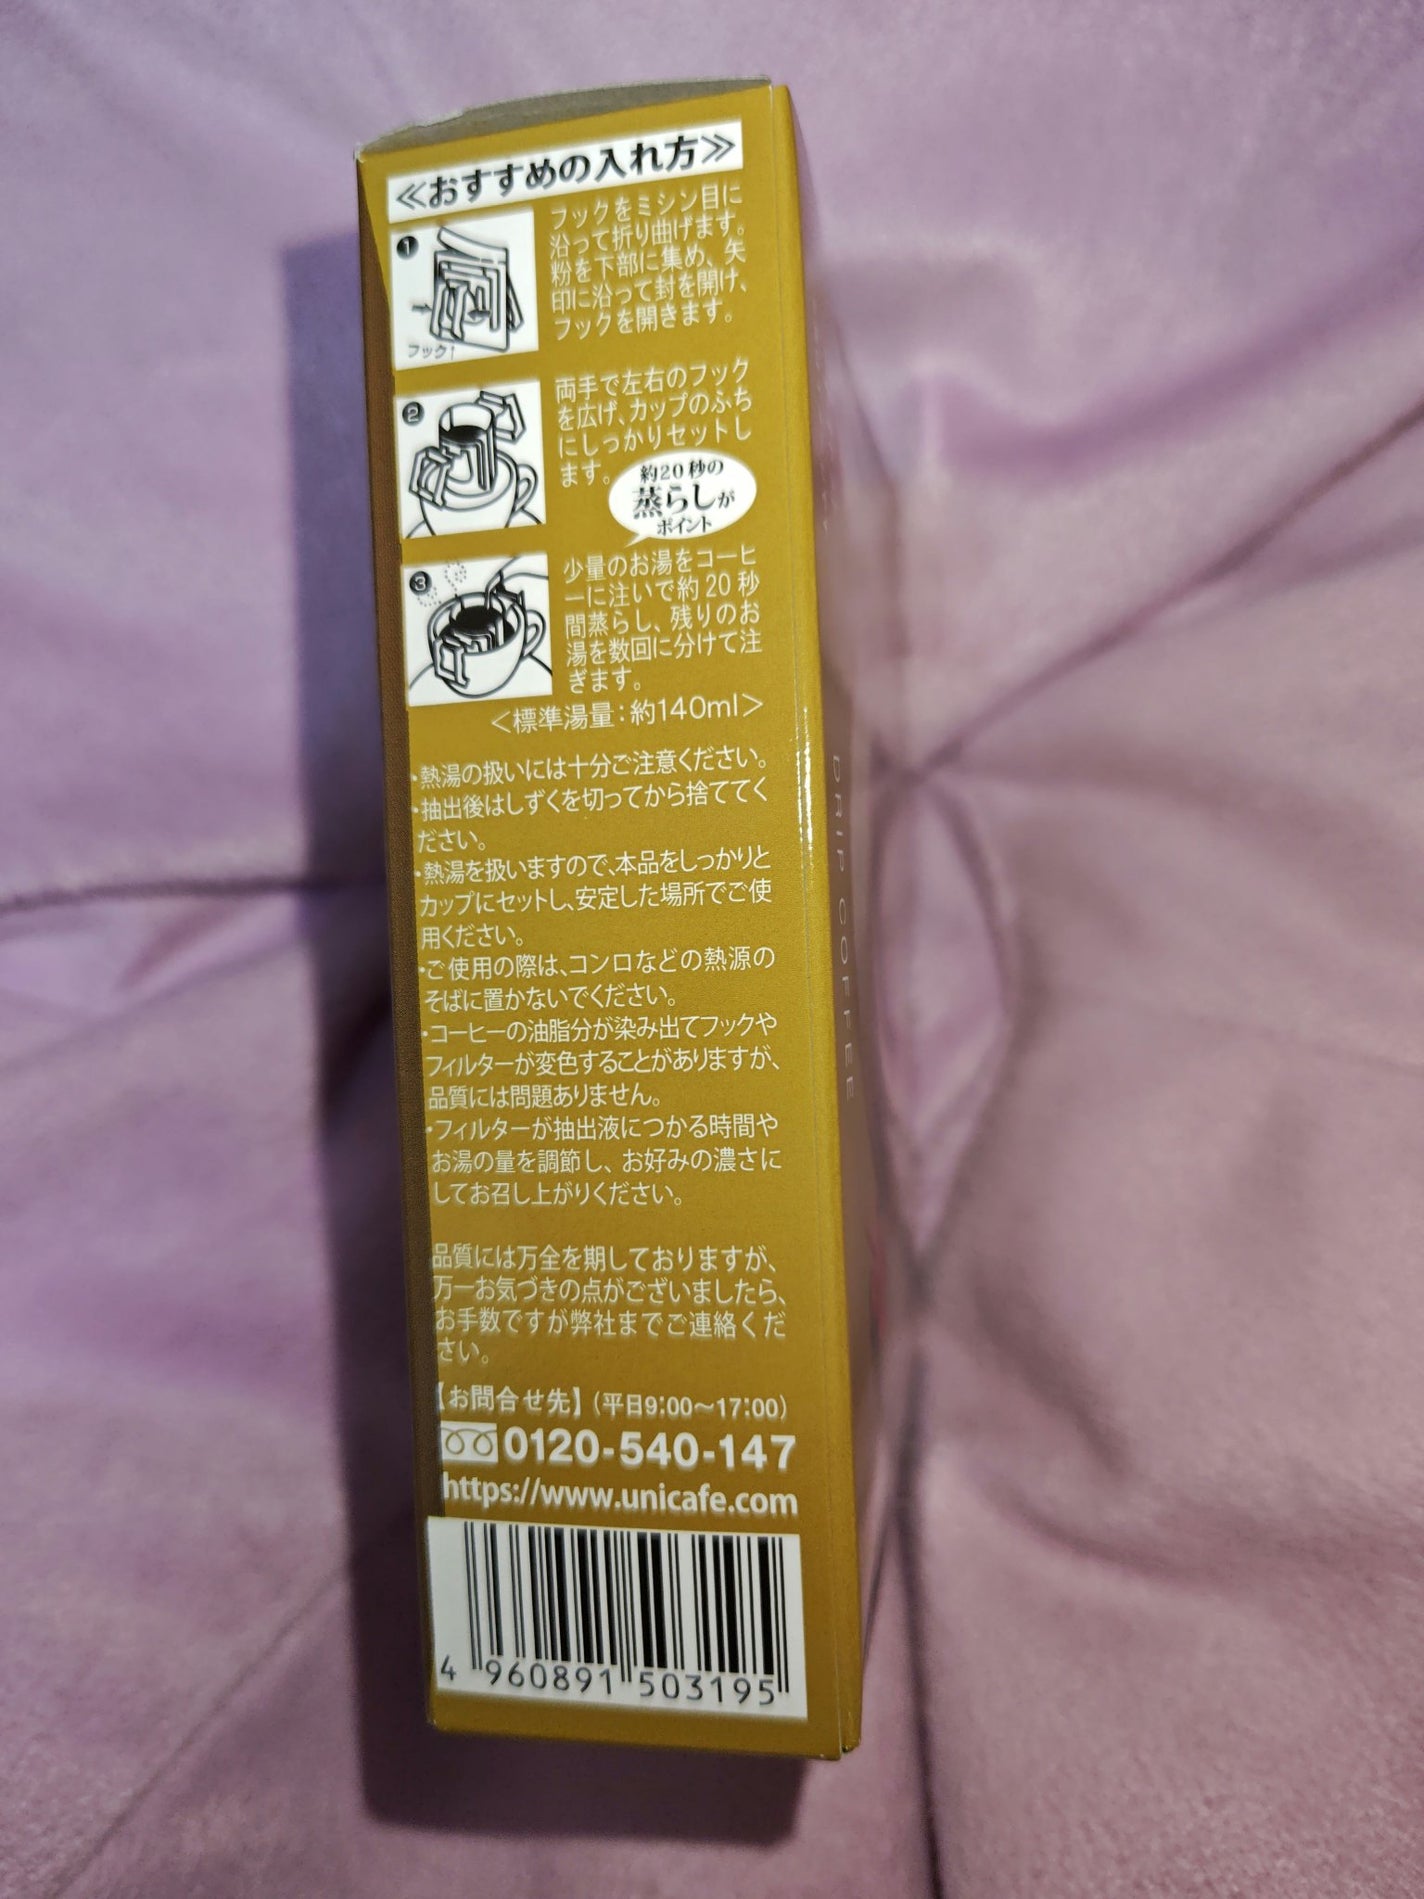 ≪おすすめの入れ方≫
❶
フック↑
フックをミシン目に
沿って折り曲げます。
粉を下部に集め、矢
印に沿って封を開け、
フックを開きます。
❷
両手で左右のフック
を広げ、カップのふち
にしっかりセットし
ます。
約20秒の
蒸らしが
ポイント
❸
少量のお湯をコーヒ
ーに注いで約20秒
間蒸らし、残りのお
湯を数回に分けて注
ぎます。
＜標準湯量：約140ml＞
・熱湯の扱いには十分ご注意ください。
・抽出後はしずくを切ってから捨ててく
ださい。
・熱湯を扱いますので、本品をしっかりと
カップにセットし、安定した場所でご使
用ください。
・ご使用の際は、コンロなどの熱源の
そばに置かないでください。
・コーヒーの油脂分が染み出てフックや
フィルターが変色することがありますが、
品質には問題ありません。
・フィルターが抽出液につかる時間や
お湯の量を調節し、お好みの濃さに
してお召し上がりください。
品質には万全を期しておりますが、
万一お気づきの点がございましたら、
お手数ですが弊社までご連絡くだ
さい。
【お問合せ先】(平日9:00～17:00)
0120-540-147
https://www.unicafe.com
4 960891 503195
DRIP COFFEE